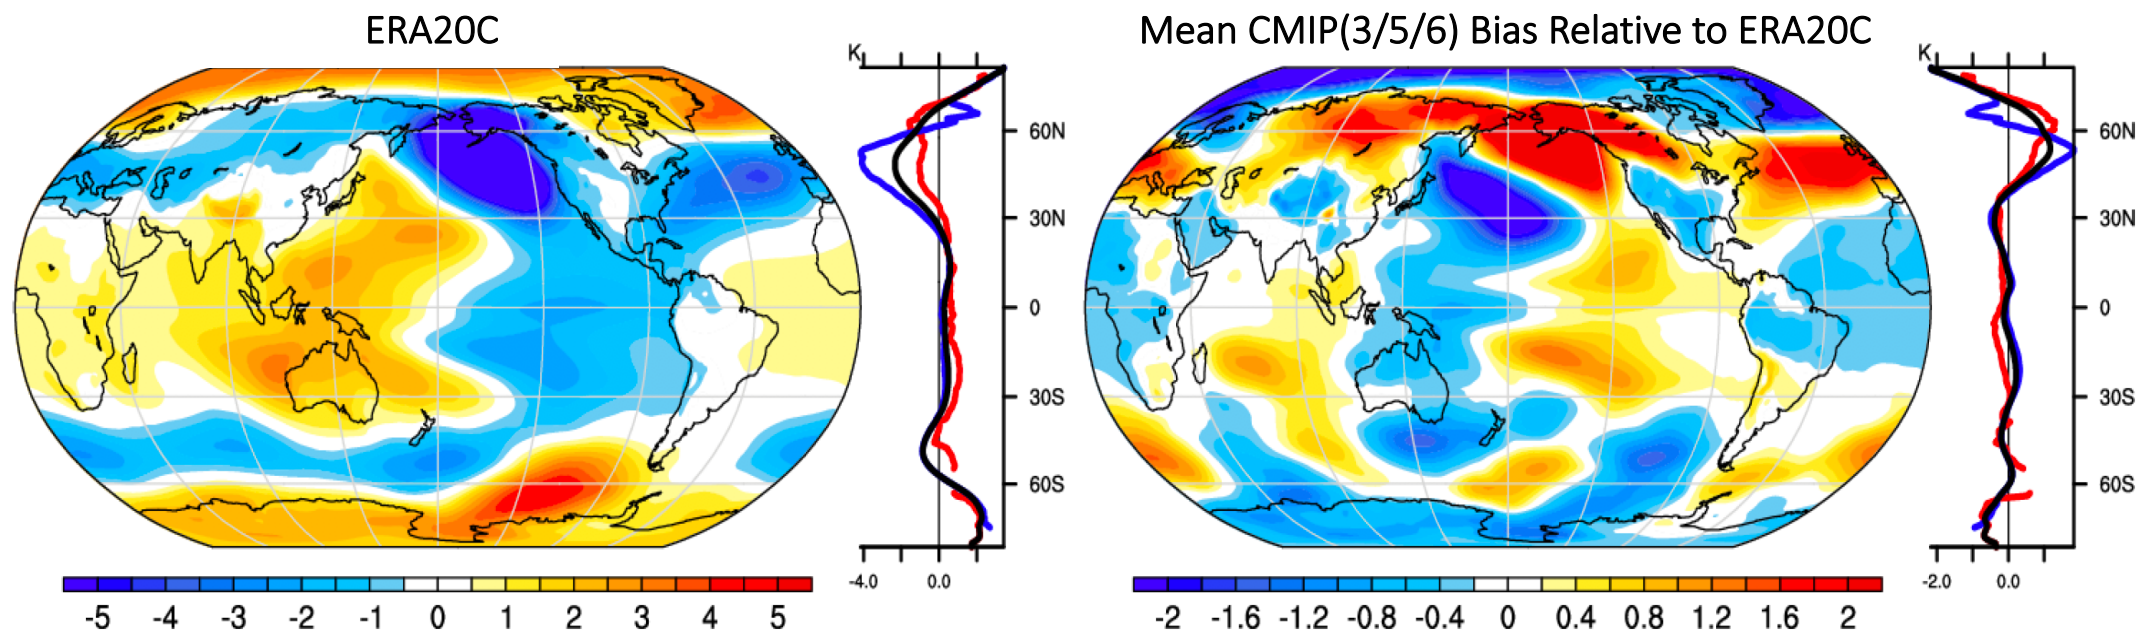 ERA20C
Mean CMIP(3/5/6) Bias Relative to ERA20C
K
60N
30N
0
30S
60S
-4.0 0.0
-5 -4 -3 -2 -1 0 1 2 3 4 5
K
60N
30N
0
30S
60S
-2.0 0.0
-2 -1.6 -1.2 -0.8 -0.4 0 0.4 0.8 1.2 1.6 2